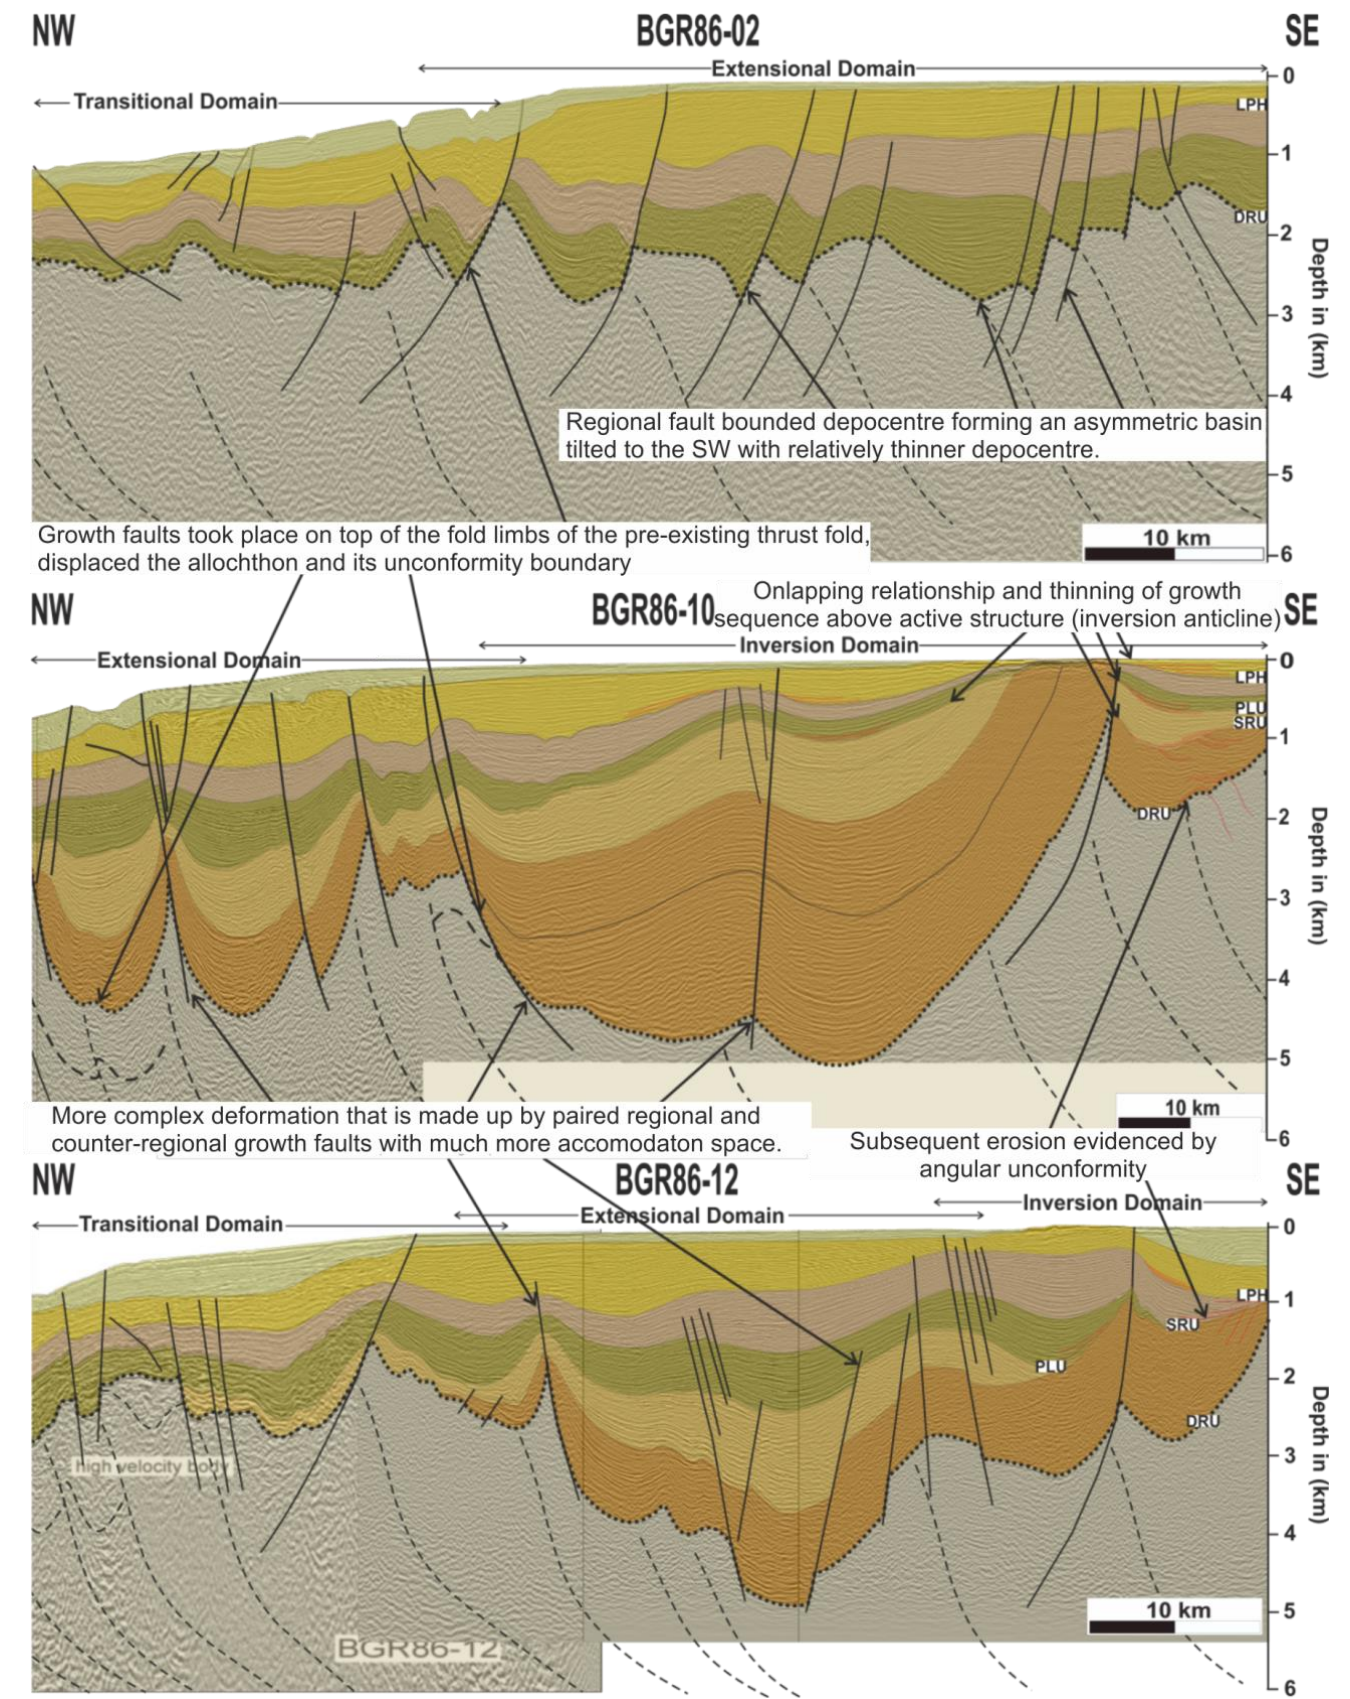 NW BGR86-02 SE
Extensional Domain
Transitional Domain
0
LPH
1
DRU
2
3
4
5
6
Depth in (km)
Regional fault bounded depocentre forming an asymmetric basin
tilted to the SW with relatively thinner depocentre.
10 km
Growth faults took place on top of the fold limbs of the pre-existing thrust fold,
displaced the allochthon and its unconformity boundary
Onlapping relationship and thinning of growth
sequence above active structure (inversion anticline)
NW BGR86-10 SE
Inversion Domain
Extensional Domain
0
LPH
PLU
SRU
1
DRU
2
3
4
5
6
Depth in (km)
10 km
More complex deformation that is made up by paired regional and
counter-regional growth faults with much more accomodaton space.
Subsequent erosion evidenced by
angular unconformity
NW BGR86-12 SE
Inversion Domain
Extensional Domain
Transitional Domain
0
LPH
1
SRU
PLU
2
DRU
3
high velocity body
4
5
6
Depth in (km)
10 km
BGR86-12